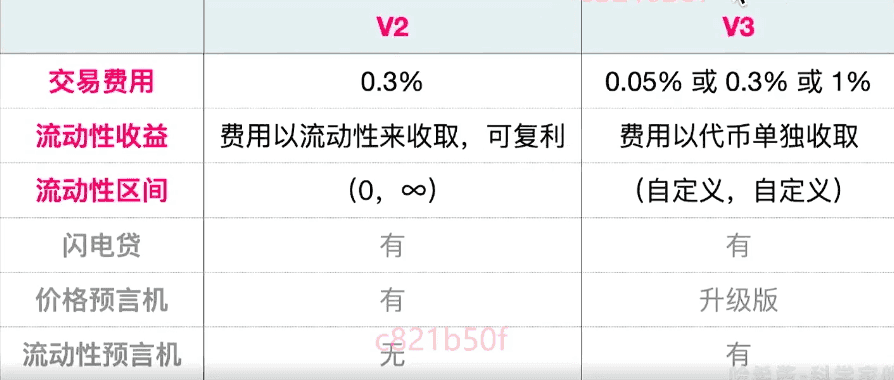 V2 V3
交易费用 0.3% 0.05% 或 0.3% 或 1%
流动性收益 费用以流动性来收取，可复利 费用以代币单独收取
流动性区间 （0，∞） （自定义，自定义）
闪电贷 有 有
价格预言机 有 升级版
c821b50f
流动性预言机 无 有